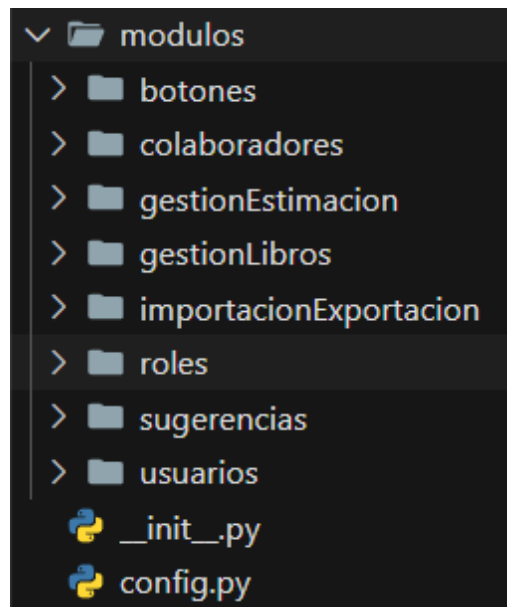 modulos
botones
colaboradores
gestionEstimacion
gestionLibros
importacionExportacion
roles
sugerencias
usuarios
__init__.py
config.py